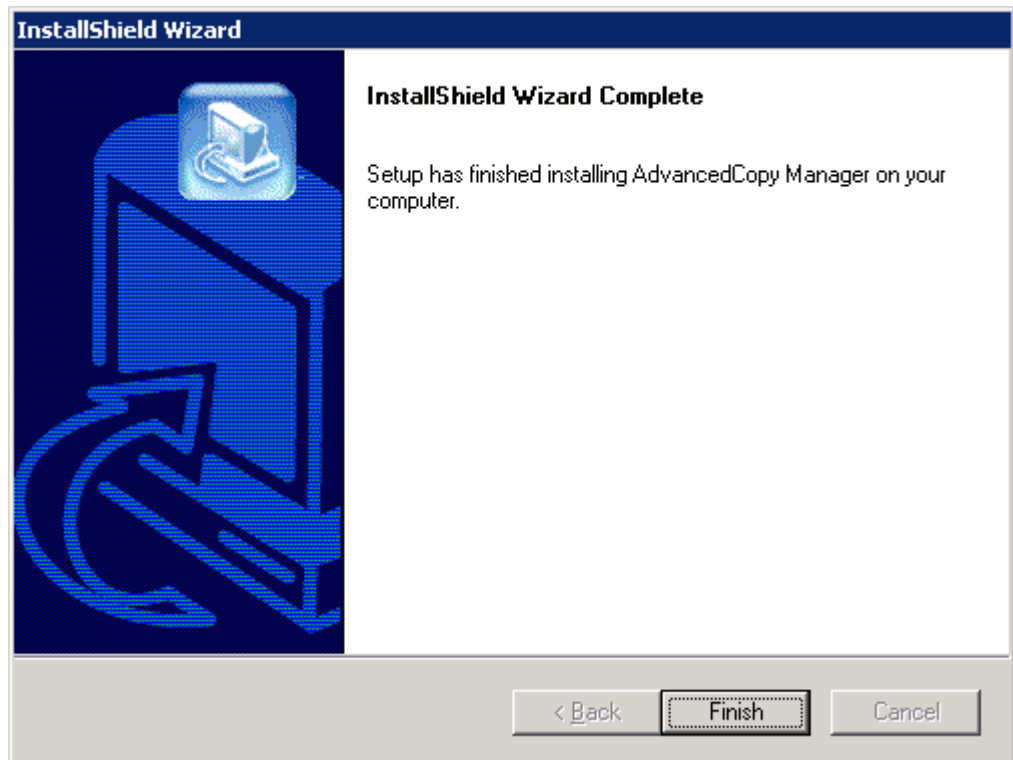 InstallShield Wizard
InstallShield Wizard Complete
Setup has finished installing AdvancedCopy Manager on your
computer.
< Back
Finish
Cancel